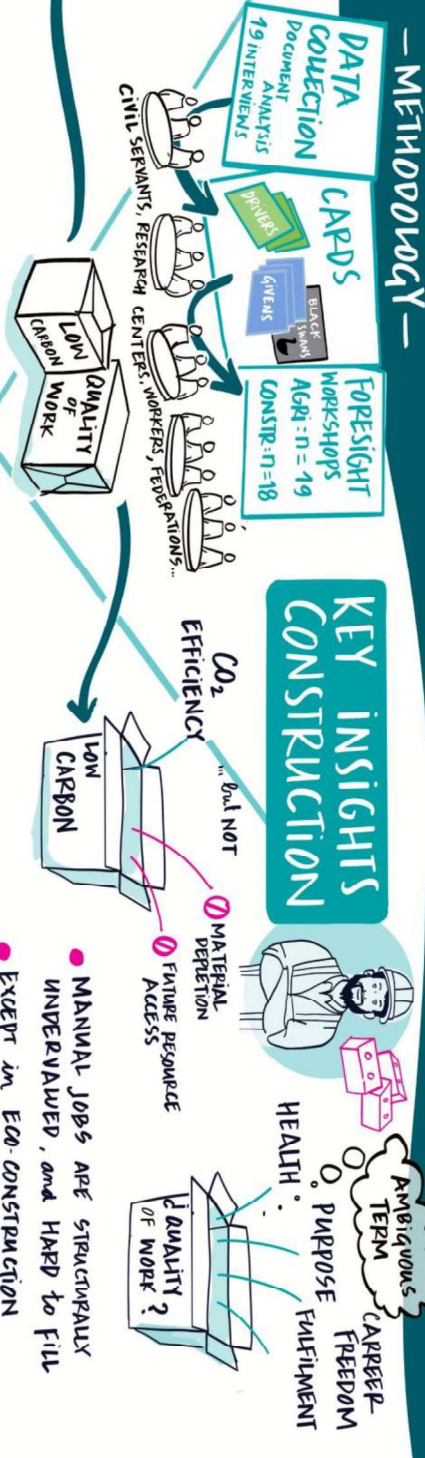 — METHODOLOGY —
DATA
COLLECTION
DOCUMENT
ANALYSIS
19 INTERVIEWS
CARDS
DRIVERS
GIVENS
BLACK
SWANS
FORESIGHT
WORKSHOPS
AGRI: n = 19
CONSTR: n=18
CIVIL SERVANTS, RESEARCH CENTERS, WORKERS, FEDERATIONS...
LOW
CARBON
QUALITY
OF
WORK
KEY INSIGHTS
CONSTRUCTION
CO2
EFFICIENCY
... but NOT
MATERIAL
DEPLETION
FUTURE RESOURCE
ACCESS
LOW
CARBON
AMBIGUOUS
TERM
HEALTH
PURPOSE
FULFILMENT
CARREER
FREEDOM
QUALITY
OF WORK?
• MANUAL JOBS ARE STRUCTURALLY
UNDERVALUED, and HARD to FILL
• EXCEPT in ECO-CONSTRUCTION